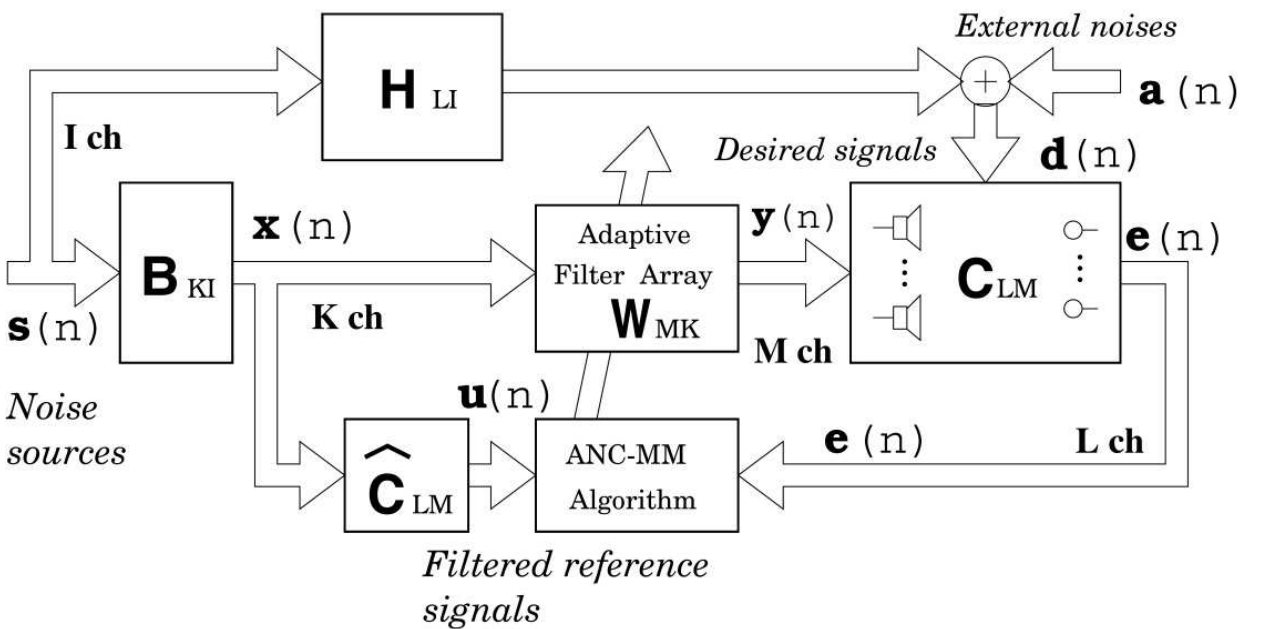 External noises
H LI
+
a (n)
I ch
Desired signals
d(n)
B KI
x (n)
Adaptive
Filter Array
W MK
y(n)
C LM
e(n)
s(n)
K ch
M ch
Noise
sources
u(n)
Ĉ LM
ANC-MM
Algorithm
e (n)
L ch
Filtered reference
signals